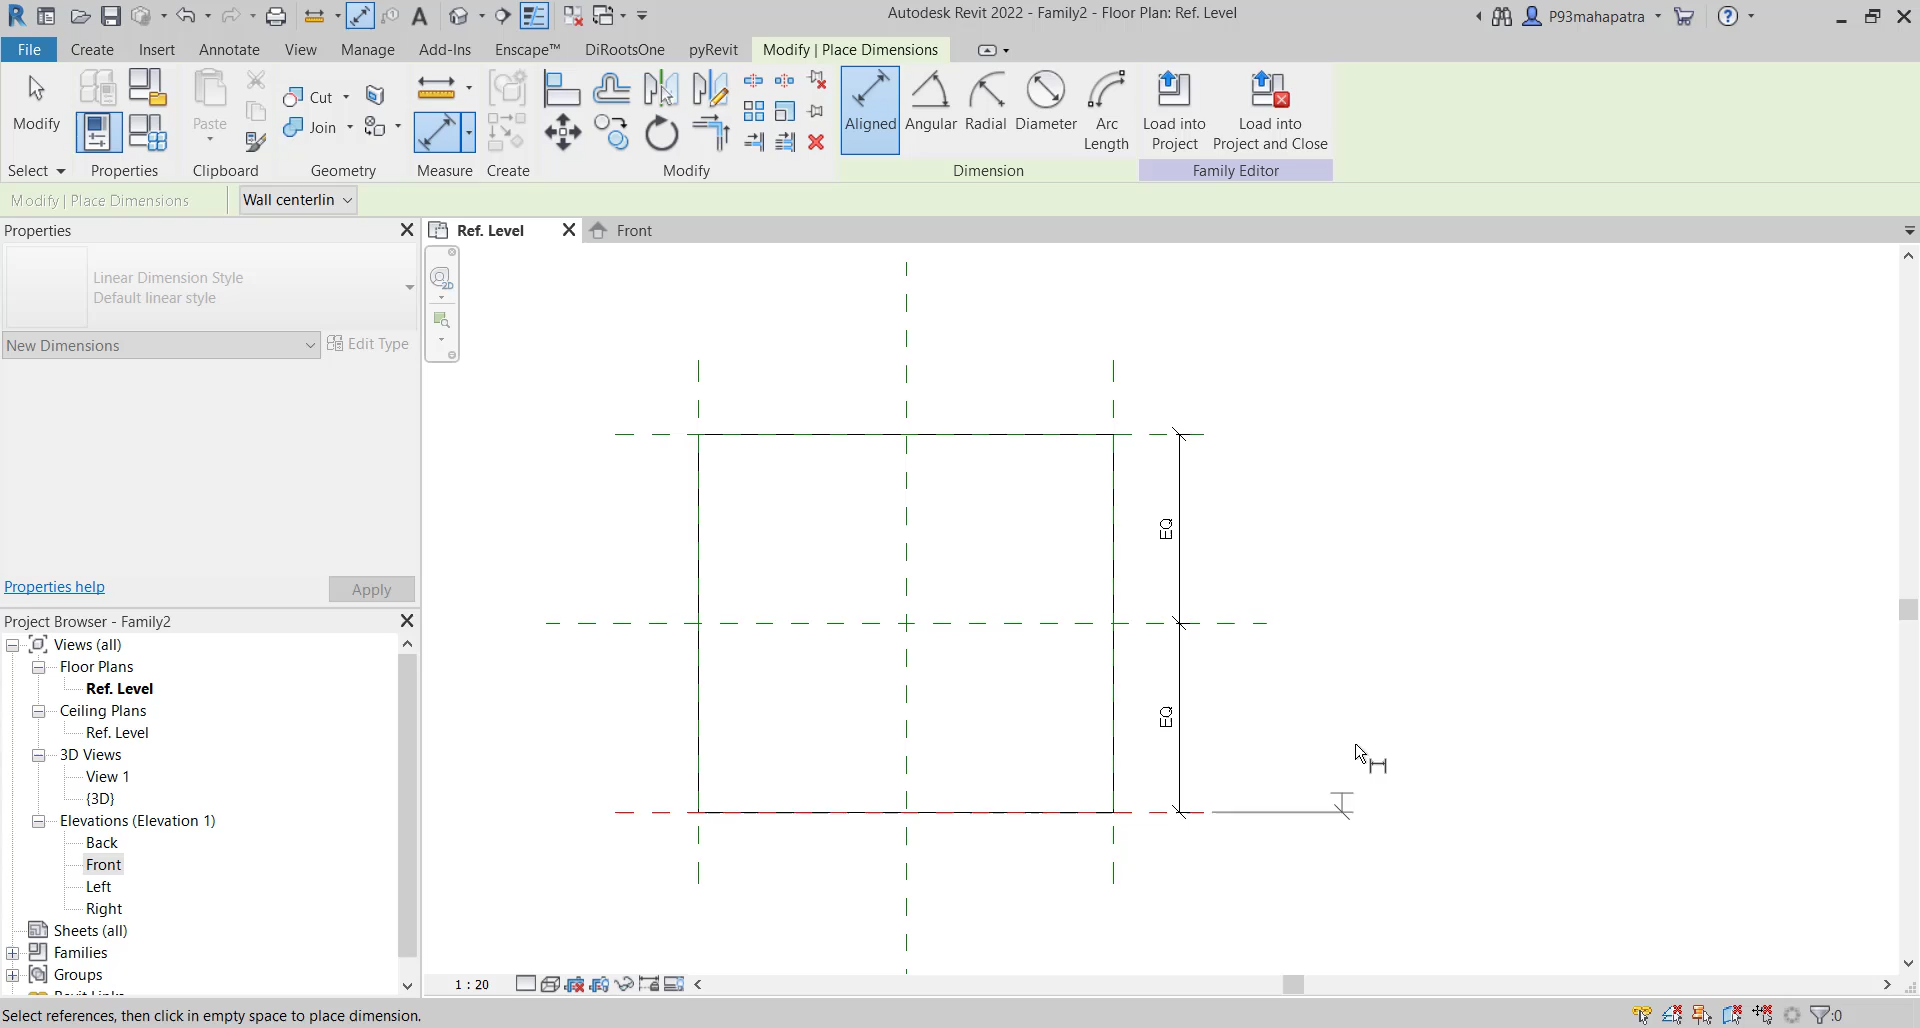 Autodesk Revit 2022 - Family2 - Floor Plan: Ref. Level
P93mahapatra
File Create Insert Annotate View Manage Add-Ins Enscape™ DiRootsOne pyRevit Modify | Place Dimensions
Modify
Paste
Cut
Join
Aligned Angular Radial Diameter Arc Length
Load into Project
Load into Project and Close
Select Properties Clipboard Geometry Measure Create Modify Dimension Family Editor
Modify | Place Dimensions Wall centerlin
Properties
Linear Dimension Style
Default linear style
New Dimensions Edit Type
Properties help Apply
Project Browser - Family2
Views (all)
Floor Plans
Ref. Level
Ceiling Plans
Ref. Level
3D Views
View 1
{3D}
Elevations (Elevation 1)
Back
Front
Left
Right
Sheets (all)
Families
Groups
Ref. Level Front
2D
EQ
EQ
1 : 20
Select references, then click in empty space to place dimension.
:0